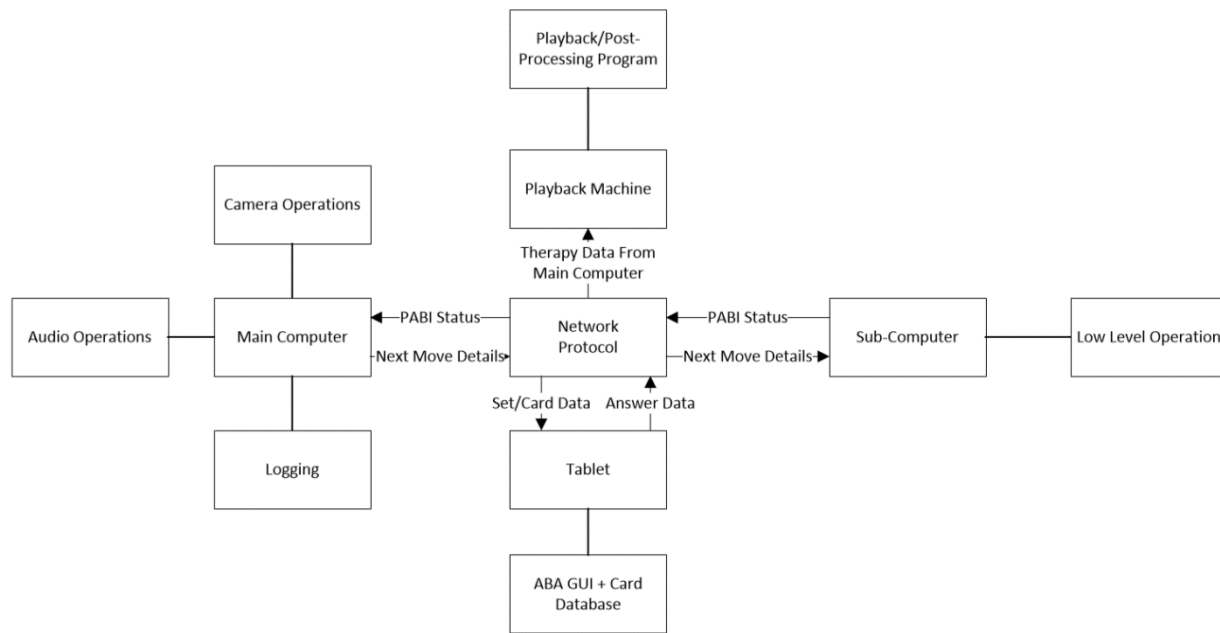 Playback/Post-
Processing Program
Playback Machine
Camera Operations
Therapy Data From
Main Computer
Audio Operations
Main Computer
PABI Status
Next Move Details
Network
Protocol
PABI Status
Next Move Details
Sub-Computer
Low Level Operation
Set/Card Data
Answer Data
Logging
Tablet
ABA GUI + Card
Database